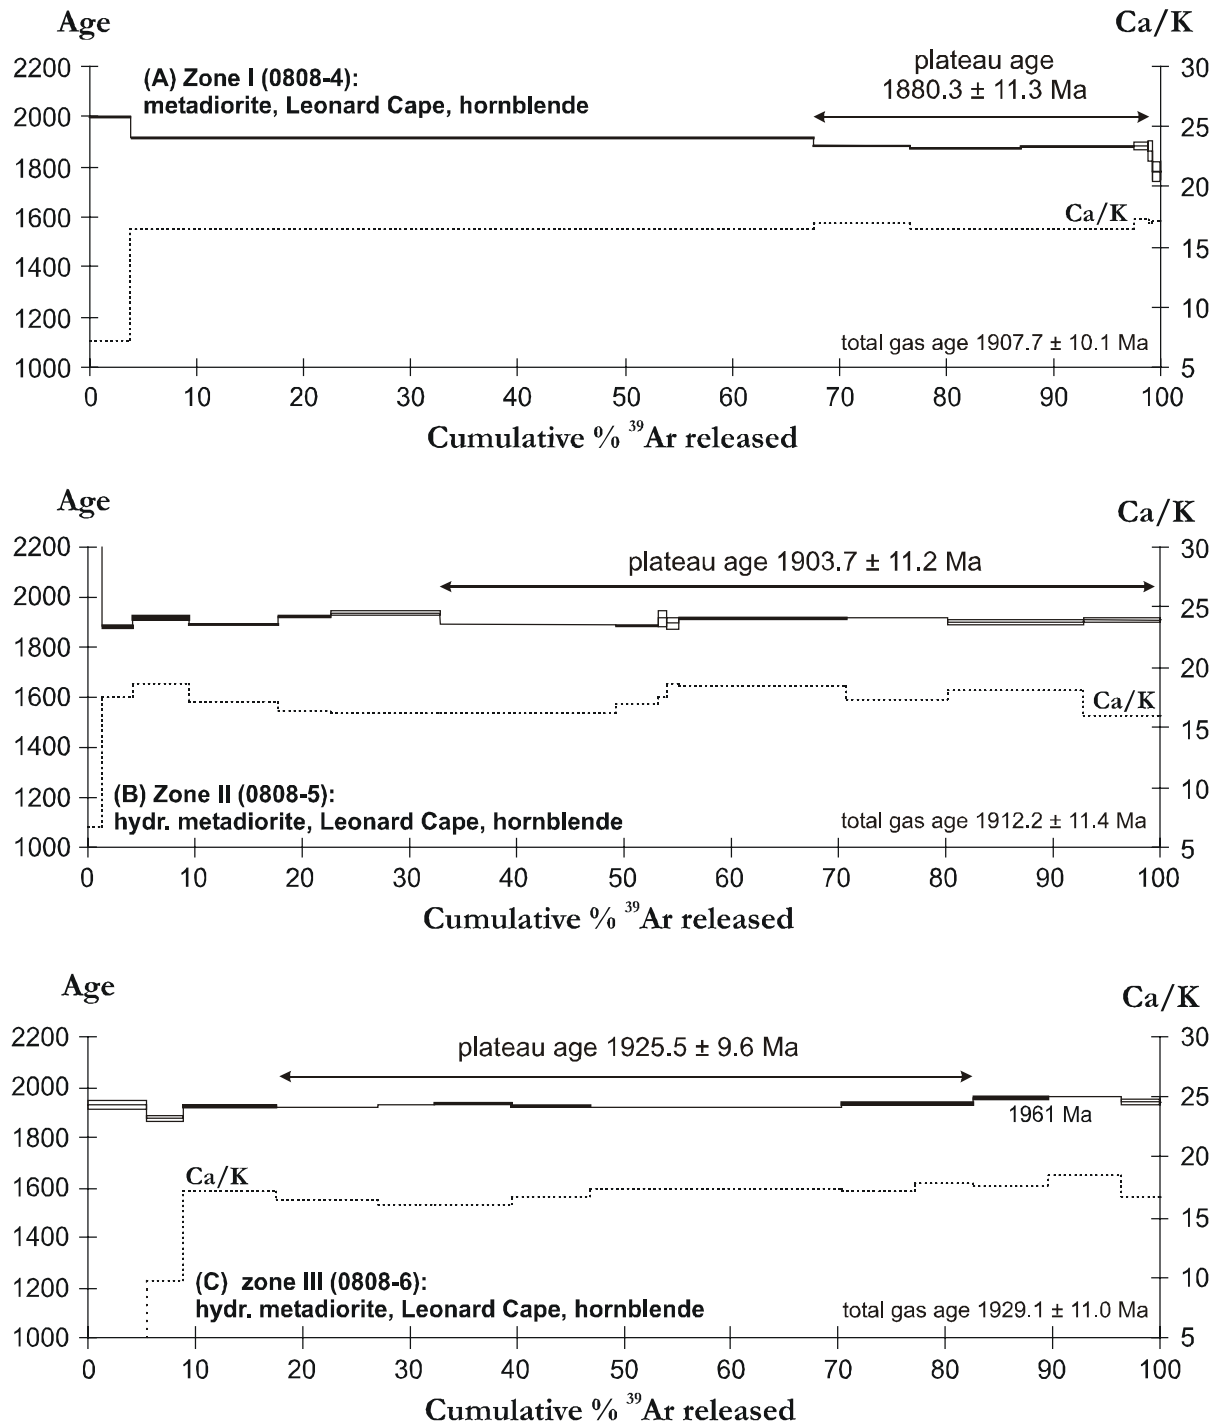 Age
Ca/K
2200
2000
1800
1600
1400
1200
1000
30
25
20
15
10
5
(A) Zone I (0808-4):
metadiorite, Leonard Cape, hornblende
plateau age
1880.3 ± 11.3 Ma
Ca/K
total gas age 1907.7 ± 10.1 Ma
0 10 20 30 40 50 60 70 80 90 100
Cumulative % ³⁹Ar released
Age
Ca/K
2200
2000
1800
1600
1400
1200
1000
30
25
20
15
10
5
plateau age 1903.7 ± 11.2 Ma
Ca/K
(B) Zone II (0808-5):
hydr. metadiorite, Leonard Cape, hornblende
total gas age 1912.2 ± 11.4 Ma
0 10 20 30 40 50 60 70 80 90 100
Cumulative % ³⁹Ar released
Age
Ca/K
2200
2000
1800
1600
1400
1200
1000
30
25
20
15
10
5
plateau age 1925.5 ± 9.6 Ma
1961 Ma
Ca/K
(C) zone III (0808-6):
hydr. metadiorite, Leonard Cape, hornblende
total gas age 1929.1 ± 11.0 Ma
0 10 20 30 40 50 60 70 80 90 100
Cumulative % ³⁹Ar released